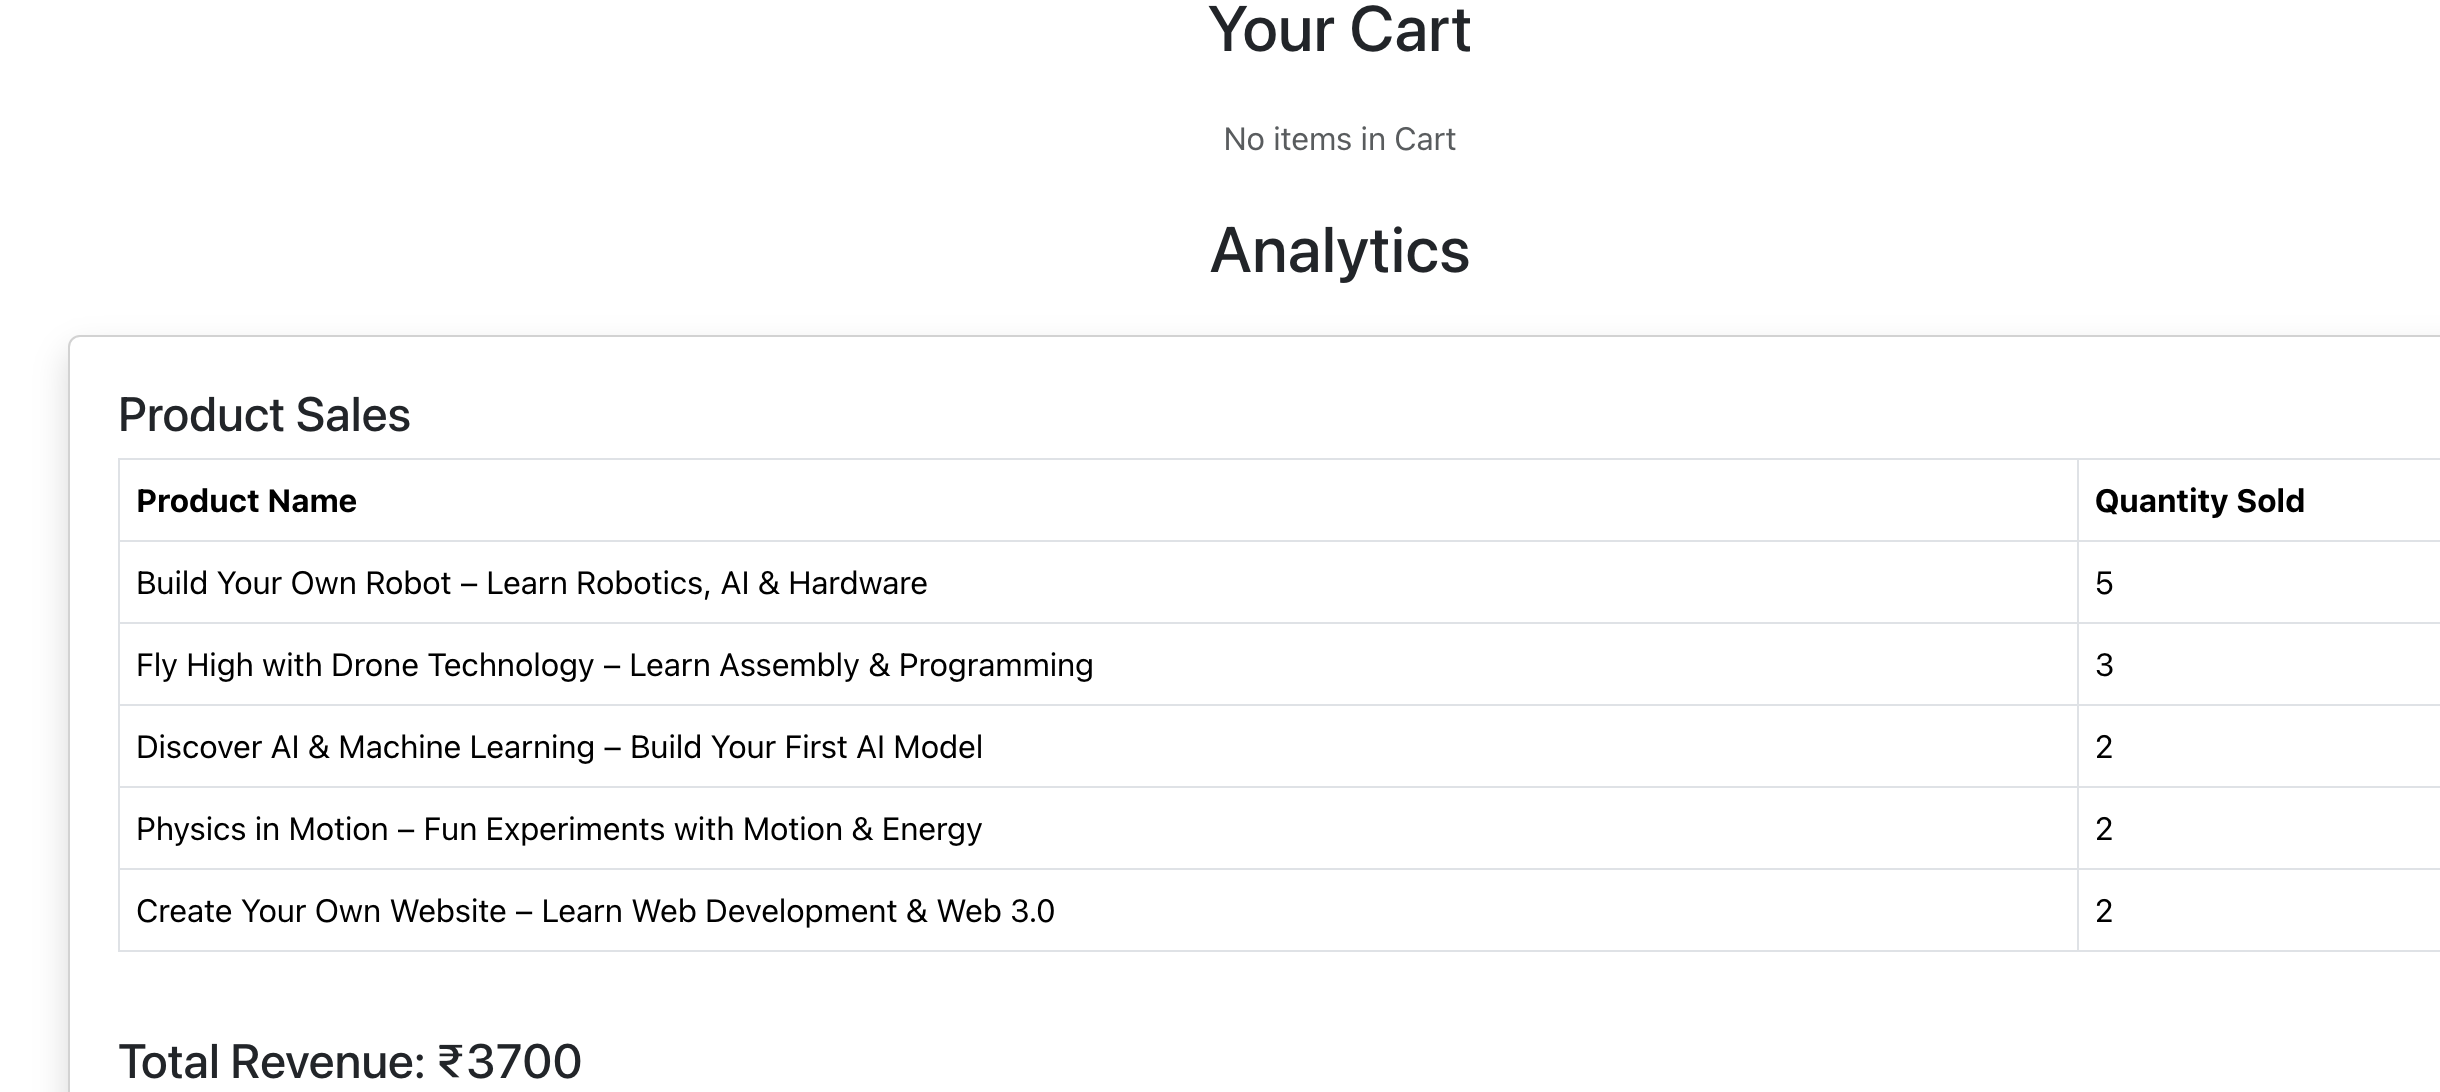 Your Cart
No items in Cart
Analytics
Product Sales
Product Name Quantity Sold
Build Your Own Robot – Learn Robotics, AI & Hardware 5
Fly High with Drone Technology – Learn Assembly & Programming 3
Discover AI & Machine Learning – Build Your First AI Model 2
Physics in Motion – Fun Experiments with Motion & Energy 2
Create Your Own Website – Learn Web Development & Web 3.0 2
Total Revenue: ₹3700